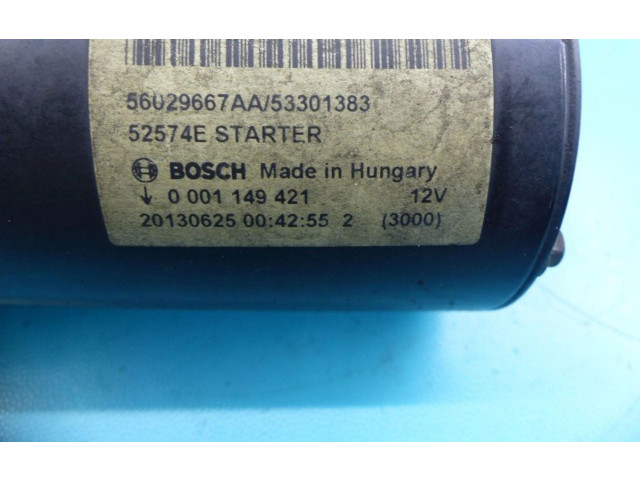 56029667AA/53301383
52574E STARTER
BOSCH Made in Hungary
↓ 0 001 149 421 12V
20130625 00:42:55 2 (3000)